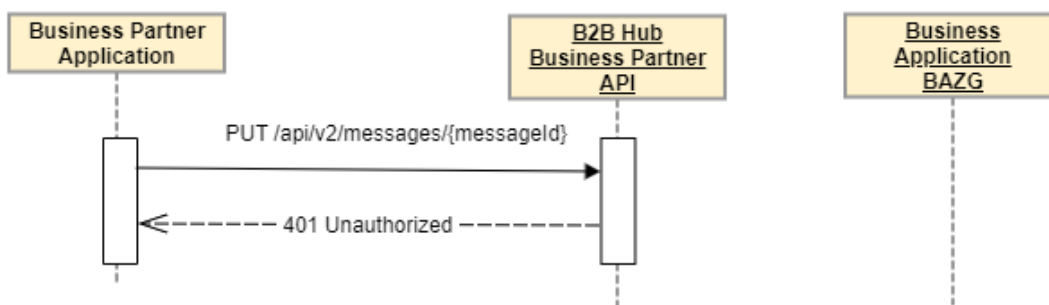 Business Partner
Application
B2B Hub
Business Partner
API
Business
Application
BAZG
PUT /api/v2/messages/{messageId}
401 Unauthorized